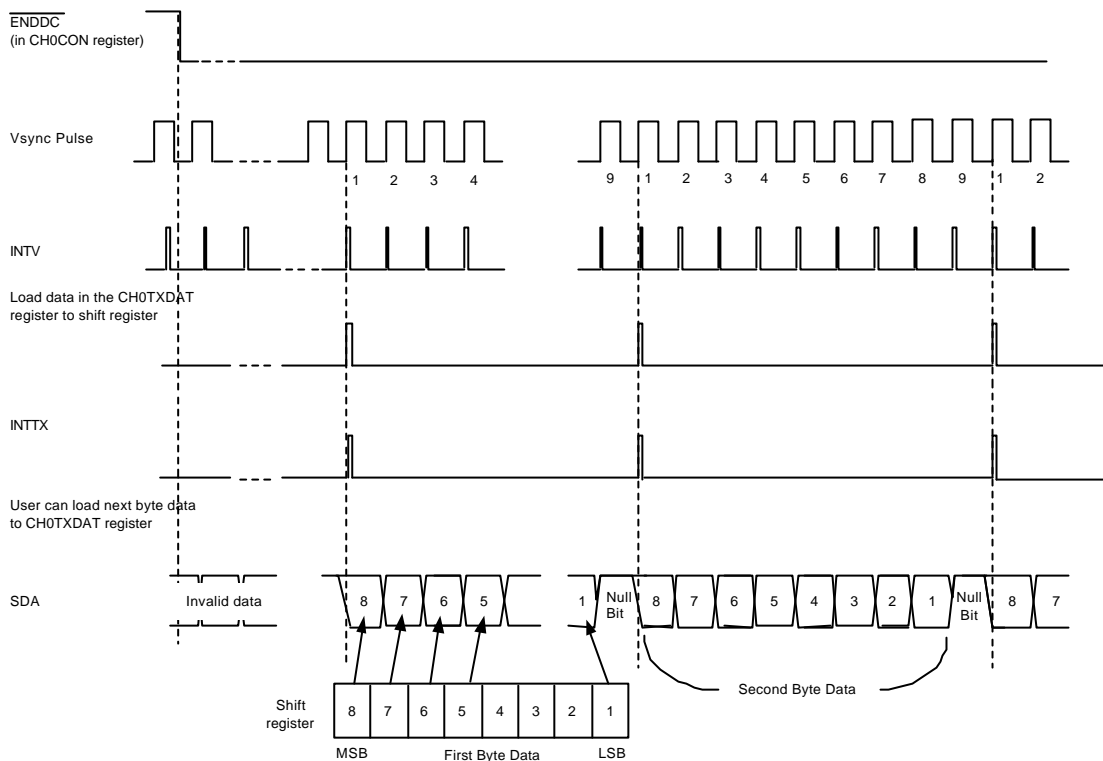 ENDDC
(in CH0CON register)
Vsync Pulse
1 2 3 4 9 1 2 3 4 5 6 7 8 9 1 2
INTV
Load data in the CH0TXDAT
register to shift register
INTTX
User can load next byte data
to CH0TXDAT register
SDA
Invalid data
8 7 6 5 1 Null Bit 8 7 6 5 4 3 2 1 Null Bit 8 7
Second Byte Data
Shift
register
8 7 6 5 4 3 2 1
MSB First Byte Data LSB